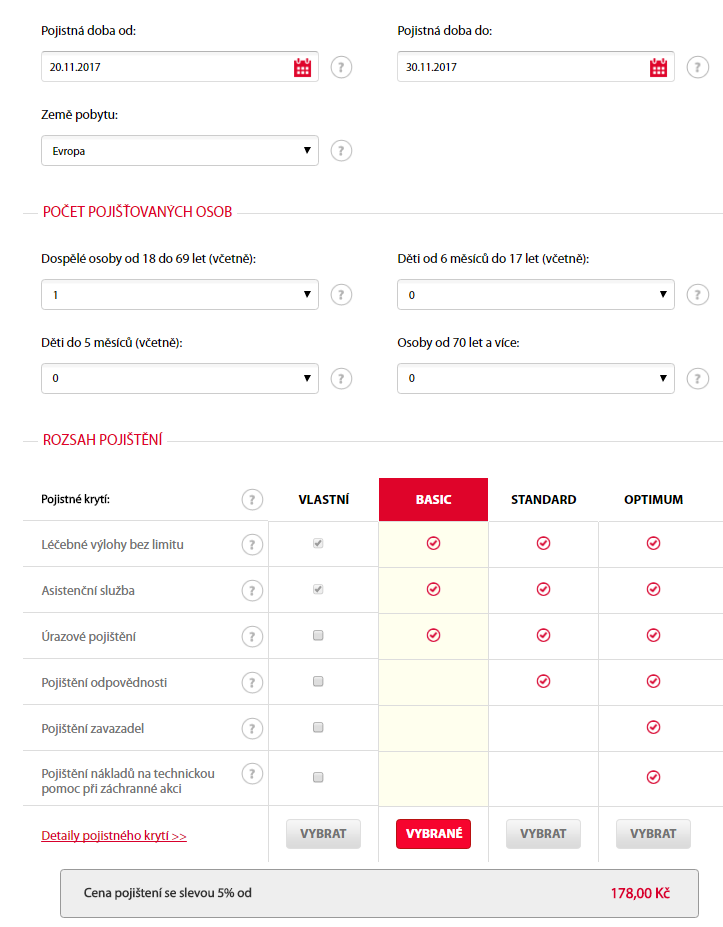 Pojistná doba od: Pojistná doba do:
20.11.2017 ? 30.11.2017 ?
Země pobytu:
Evropa ?
POČET POJIŠŤOVANÝCH OSOB
Dospělé osoby od 18 do 69 let (včetně): Děti od 6 měsíců do 17 let (včetně):
1 ? 0 ?
Děti do 5 měsíců (včetně): Osoby od 70 let a více:
0 ? 0 ?
ROZSAH POJIŠTĚNÍ
Pojistné krytí: ? VLASTNÍ BASIC STANDARD OPTIMUM
Léčebné výlohy bez limitu ?
Asistenční služba ?
Úrazové pojištění ?
Pojištění odpovědnosti ?
Pojištění zavazadel ?
Pojištění nákladů na technickou ?
pomoc při záchranné akci
Detaily pojistného krytí >> VYBRAT VYBRANÉ VYBRAT VYBRAT
Cena pojištení se slevou 5% od 178,00 Kč